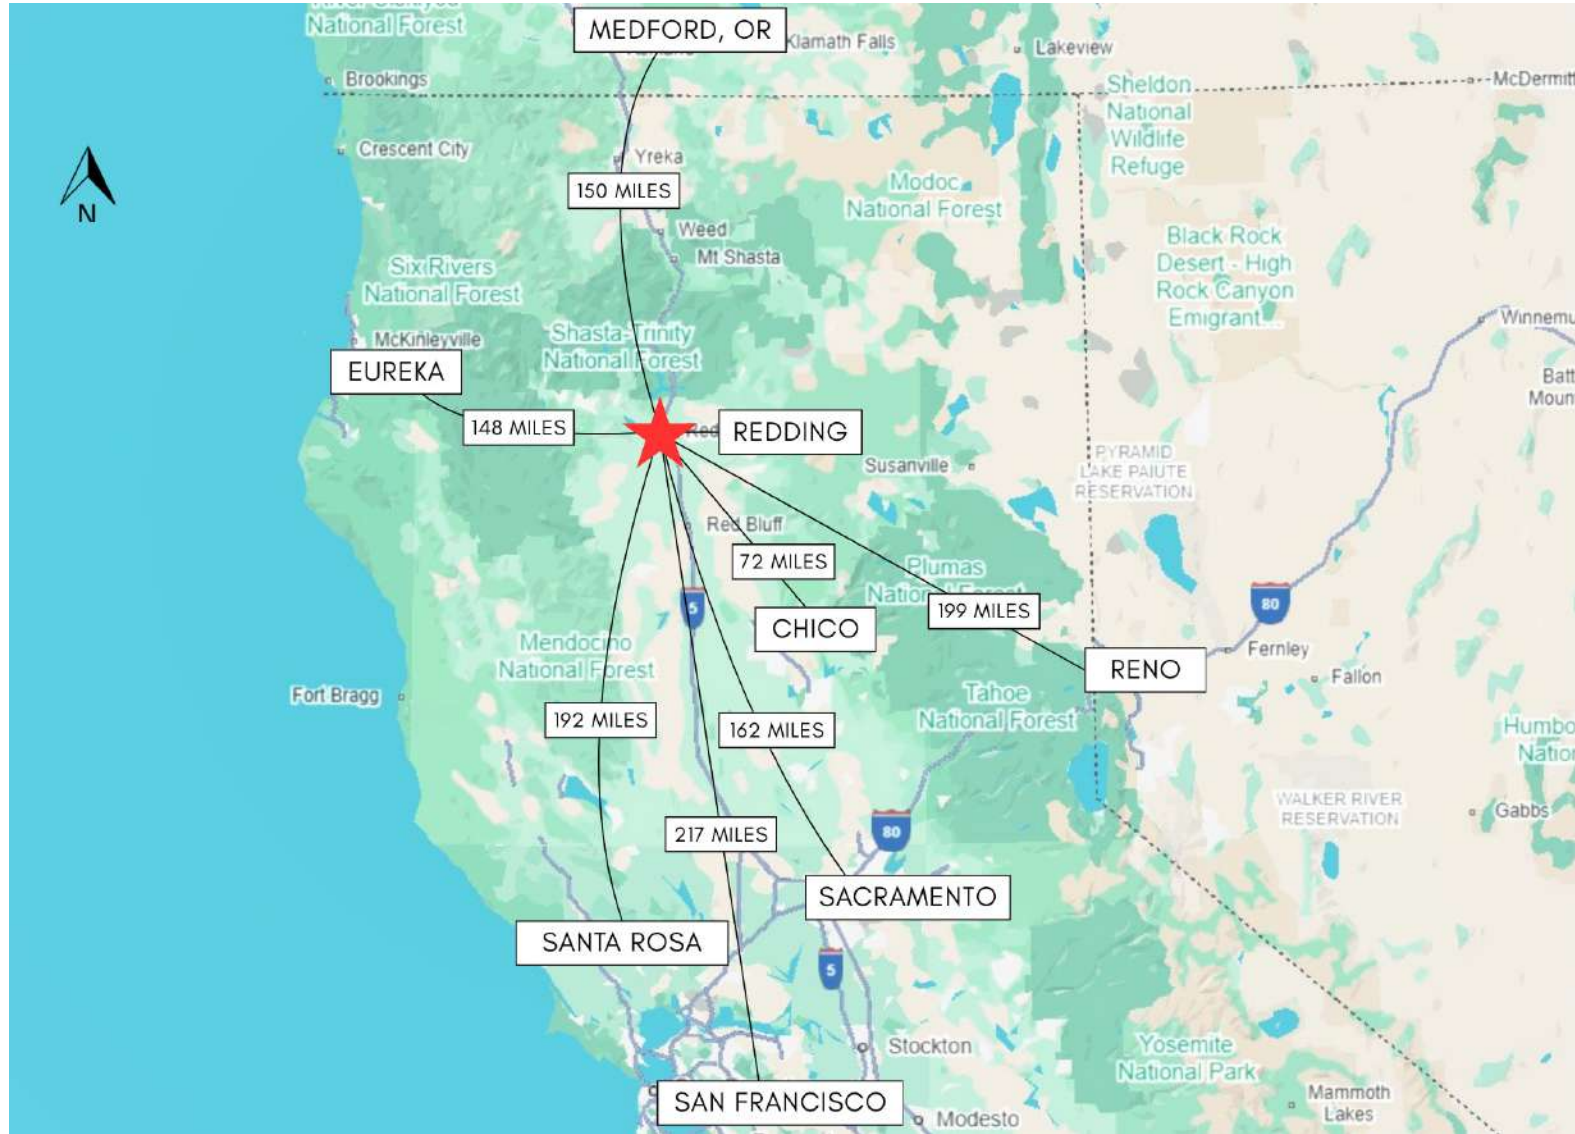 National Forest
MEDFORD, OR
Klamath Falls
Lakeview
Brookings
McDermitt
Sheldon
National
Wildlife
Refuge
Crescent City
Yreka
N
150 MILES
Modoc
National Forest
Weed
Mt Shasta
Black Rock
Desert - High
Rock Canyon
Emigrant...
Six Rivers
National Forest
Shasta-Trinity
National Forest
McKinleyville
EUREKA
148 MILES
REDDING
Susanville
PYRAMID
LAKE PAIUTE
RESERVATION
Red Bluff
72 MILES
Plumas
199 MILES
80
5
CHICO
Mendocino
National Forest
Fernley
RENO
Fallon
Fort Bragg
Tahoe
National Forest
192 MILES
162 MILES
WALKER RIVER
RESERVATION
Gabbs
217 MILES
80
SACRAMENTO
SANTA ROSA
5
Stockton
Yosemite
National Park
SAN FRANCISCO
Modesto
Mammoth
Lakes